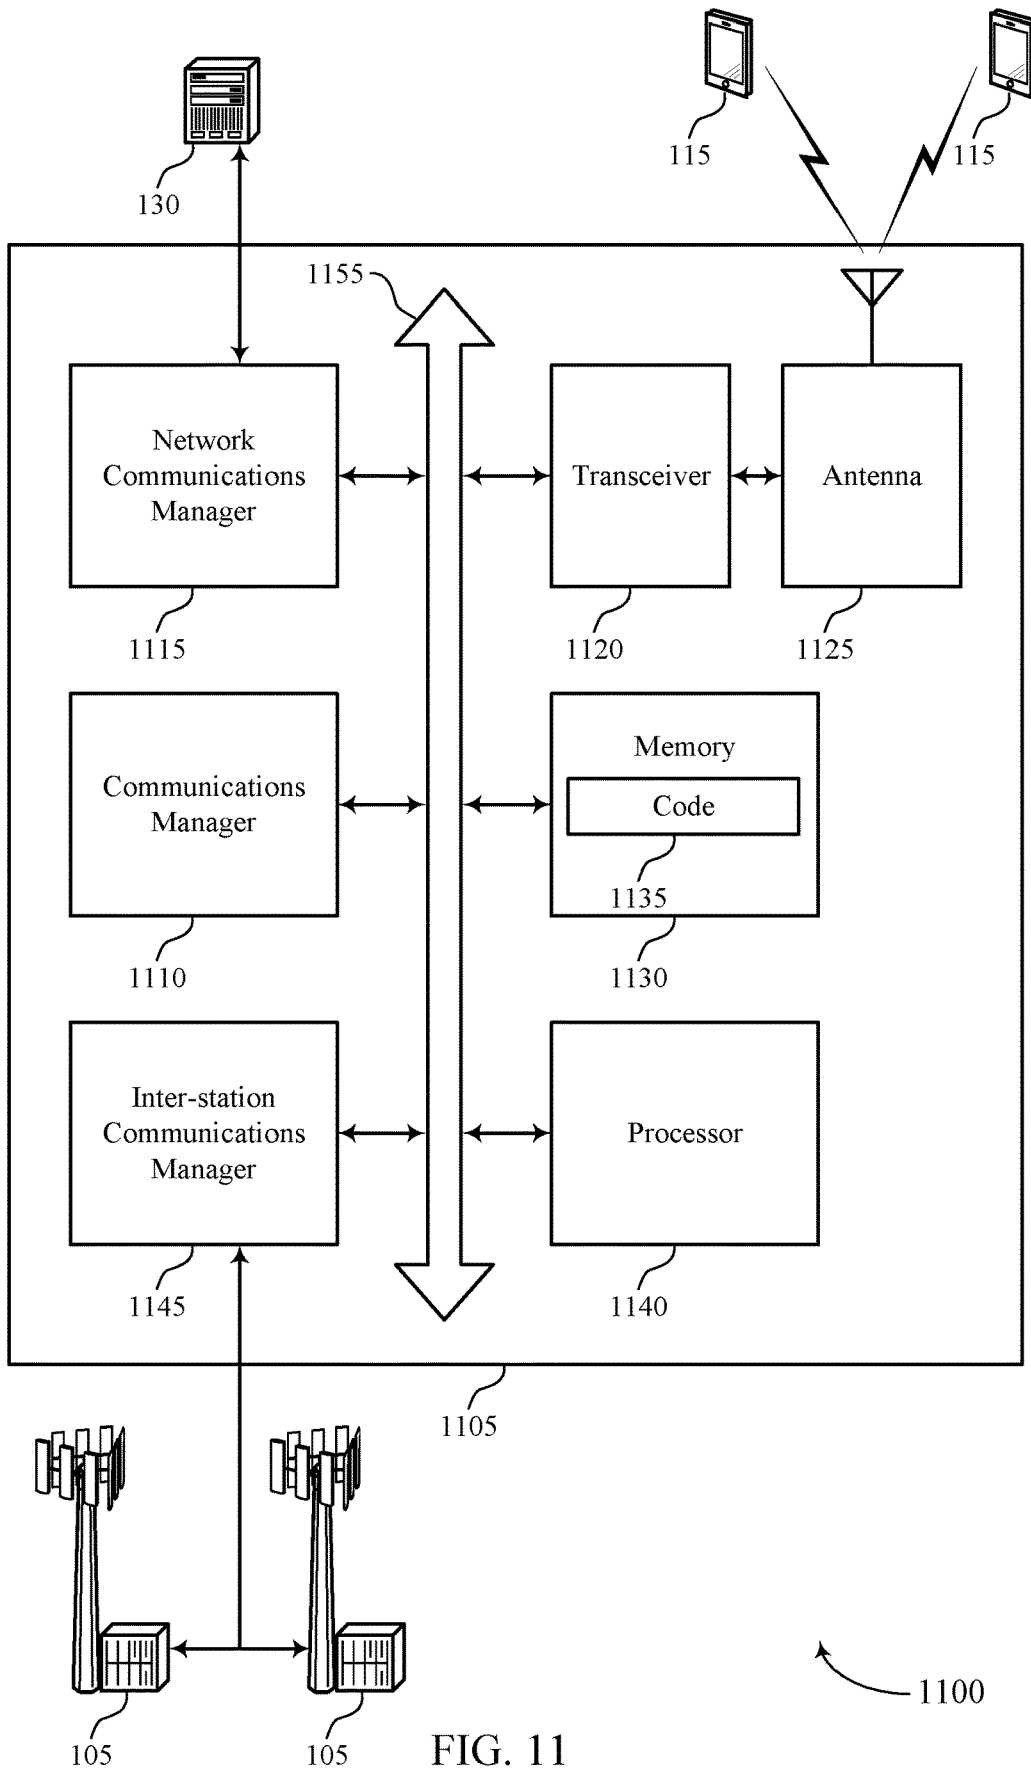 130
115
115
1155
Network
Communications
Manager
Transceiver
Antenna
1115
1120
1125
Communications
Manager
Memory
Code
1135
1110
1130
Inter-station
Communications
Manager
Processor
1145
1140
1105
1100
105
105
FIG. 11